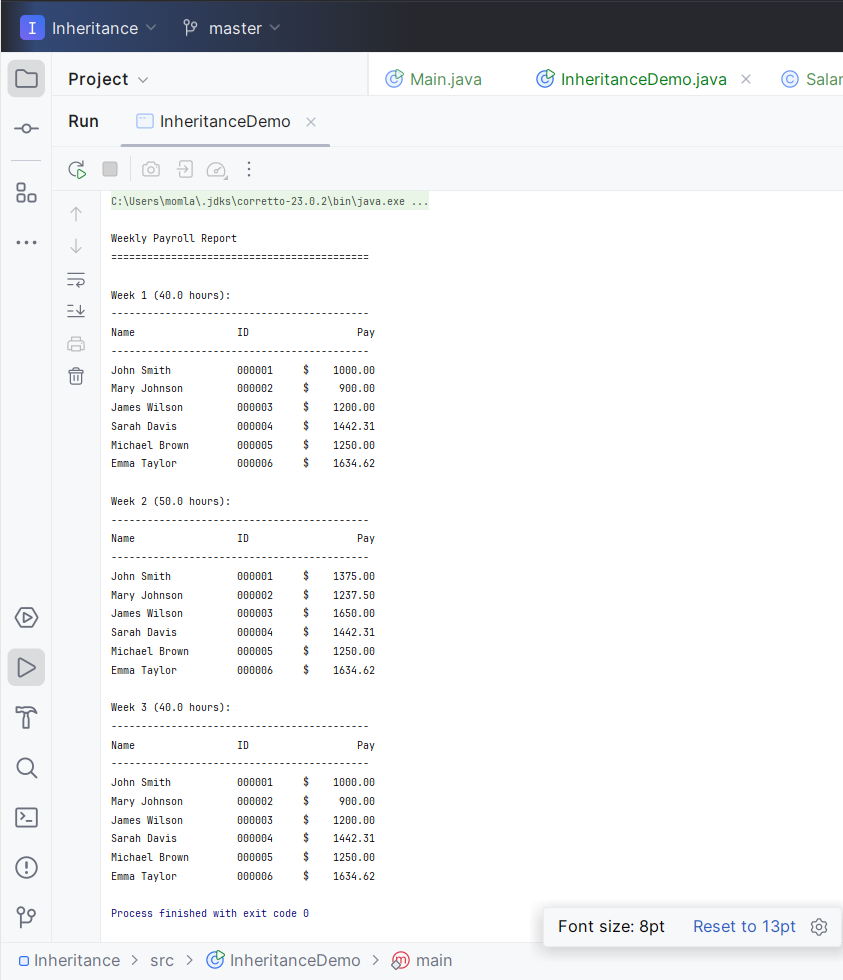 I Inheritance master
Project Main.java InheritanceDemo.java Salar
Run InheritanceDemo
C:\Users\momla\.jdks\corretto-23.0.2\bin\java.exe ...
Weekly Payroll Report
===========================================
Week 1 (40.0 hours):
-------------------------------------------
Name ID Pay
-------------------------------------------
John Smith 000001 $ 1000.00
Mary Johnson 000002 $ 900.00
James Wilson 000003 $ 1200.00
Sarah Davis 000004 $ 1442.31
Michael Brown 000005 $ 1250.00
Emma Taylor 000006 $ 1634.62
Week 2 (50.0 hours):
-------------------------------------------
Name ID Pay
-------------------------------------------
John Smith 000001 $ 1375.00
Mary Johnson 000002 $ 1237.50
James Wilson 000003 $ 1650.00
Sarah Davis 000004 $ 1442.31
Michael Brown 000005 $ 1250.00
Emma Taylor 000006 $ 1634.62
Week 3 (40.0 hours):
-------------------------------------------
Name ID Pay
-------------------------------------------
John Smith 000001 $ 1000.00
Mary Johnson 000002 $ 900.00
James Wilson 000003 $ 1200.00
Sarah Davis 000004 $ 1442.31
Michael Brown 000005 $ 1250.00
Emma Taylor 000006 $ 1634.62
Process finished with exit code 0
Font size: 8pt Reset to 13pt
Inheritance > src > InheritanceDemo > main